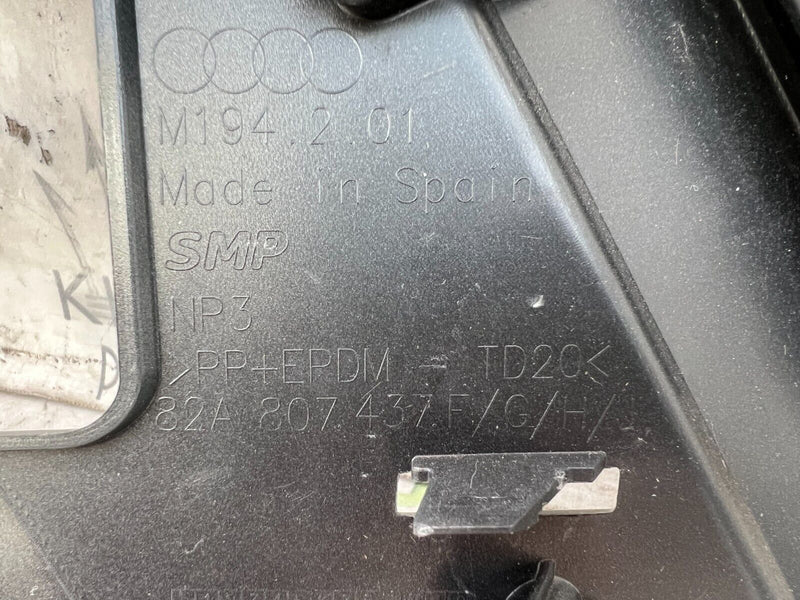 M194.2.01
Made in Spain
SMP
NP3
>PP+EPDM - TD20<
82A 807 437 F/G/H/
K